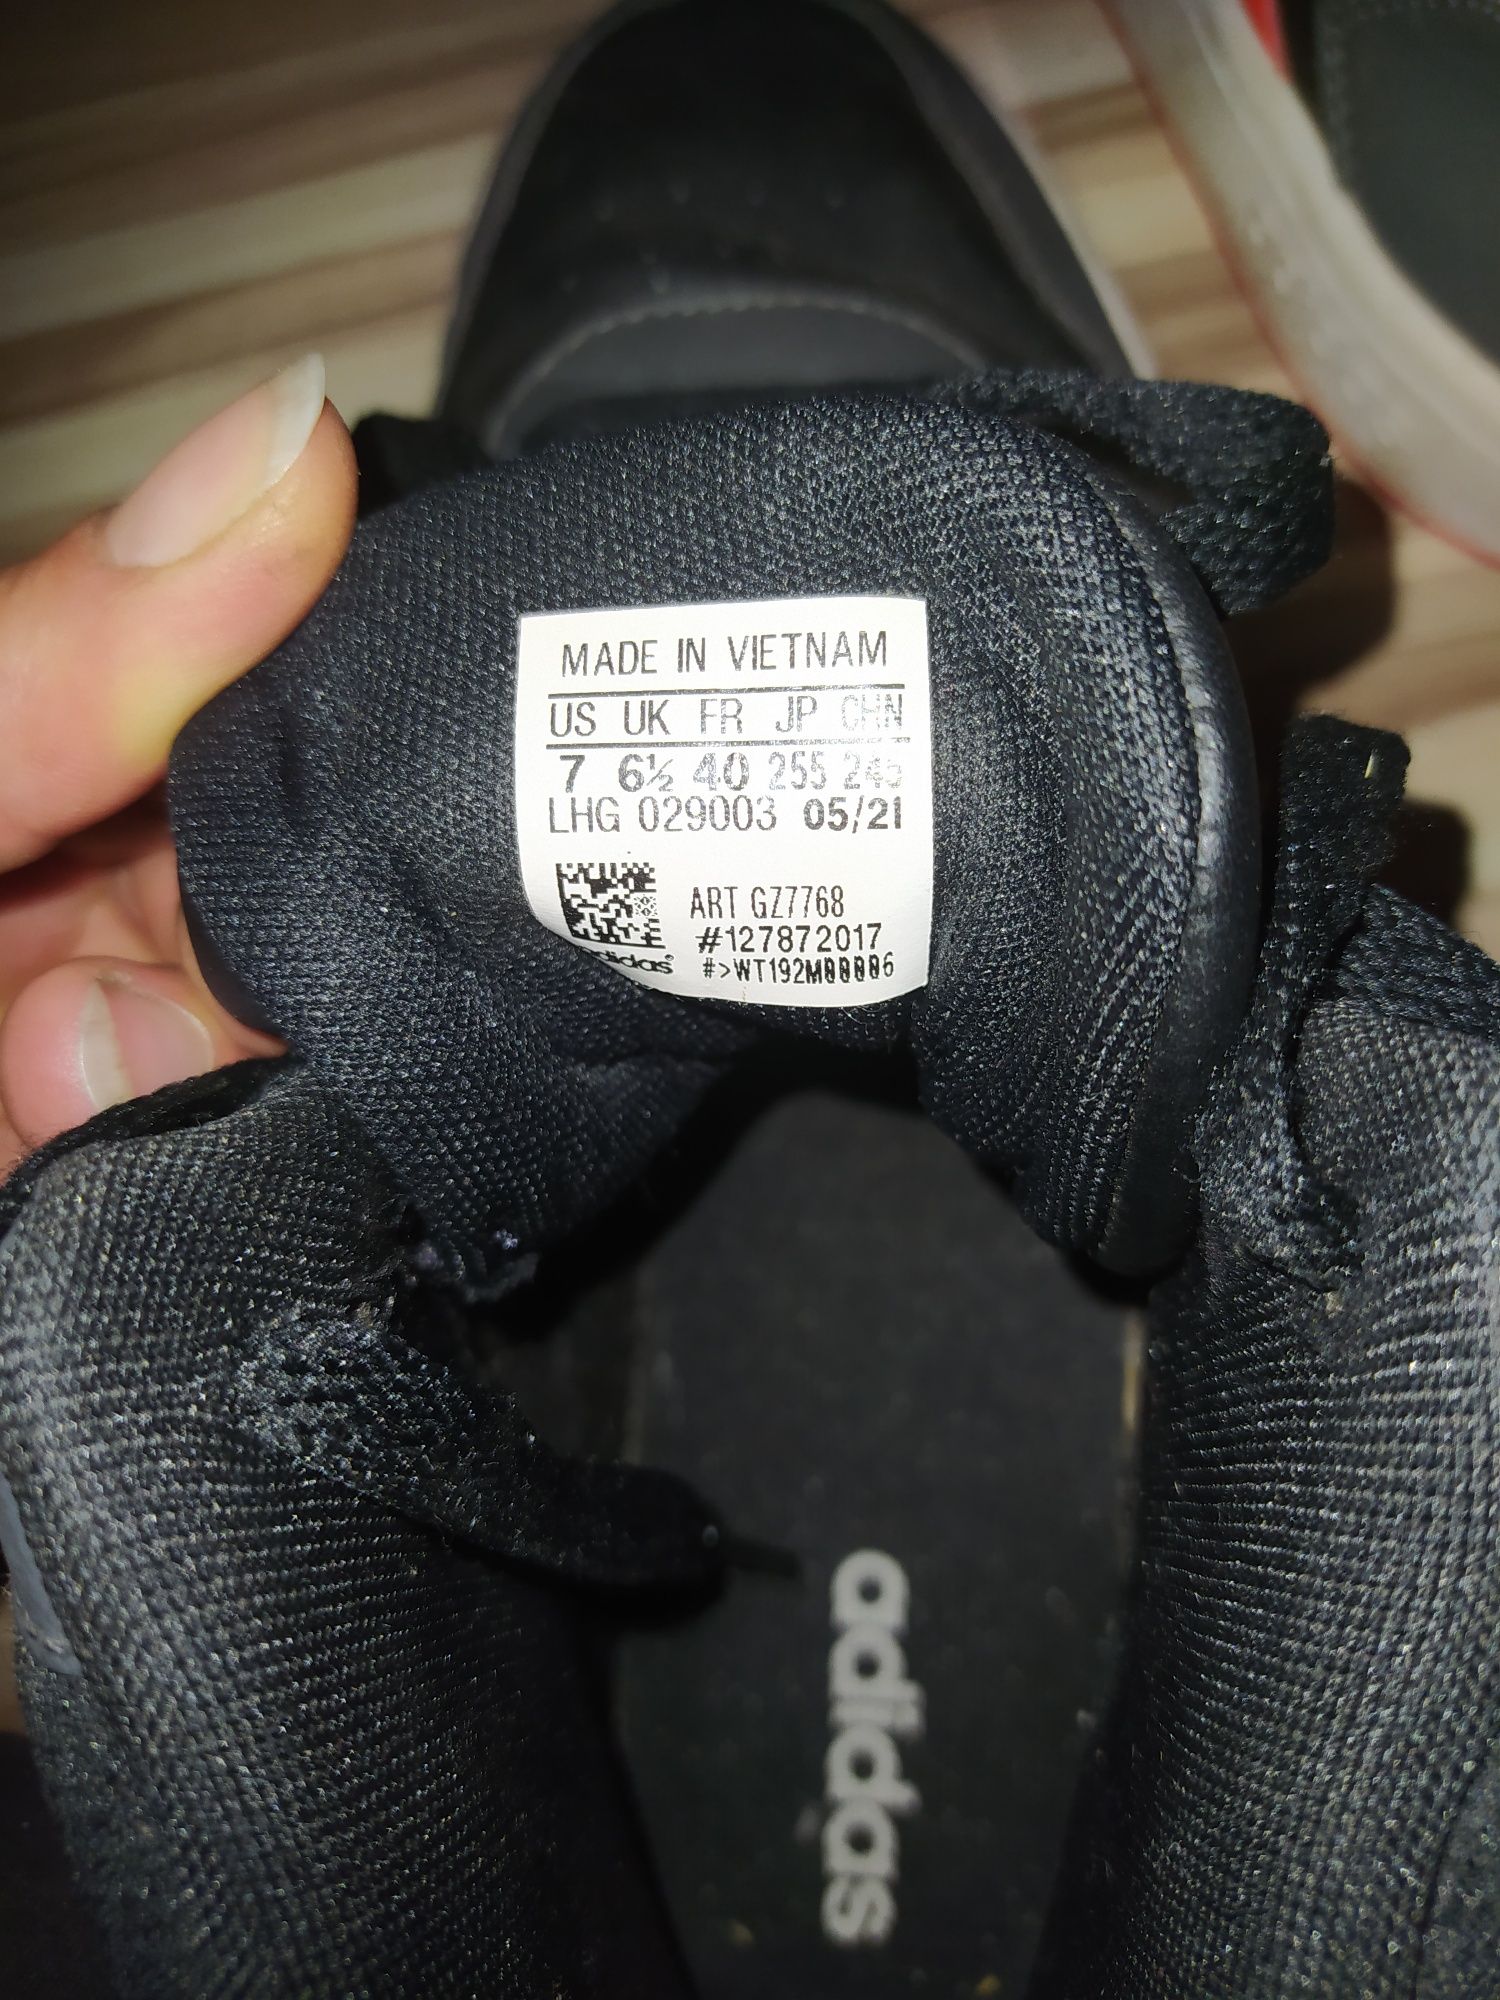 MADE IN VIETNAM
US UK FR JP CHN
7 6½ 40 255 245
LHG 029003 05/21
ART GZ7768
#127872017
adidas®
adidas